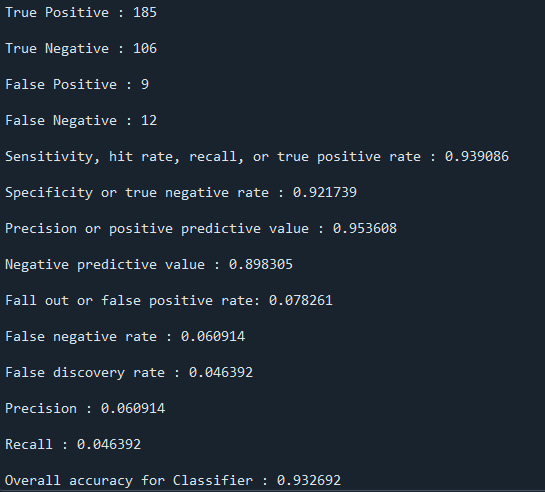 True Positive : 185
True Negative : 106
False Positive : 9
False Negative : 12
Sensitivity, hit rate, recall, or true positive rate : 0.939086
Specificity or true negative rate : 0.921739
Precision or positive predictive value : 0.953608
Negative predictive value : 0.898305
Fall out or false positive rate: 0.078261
False negative rate : 0.060914
False discovery rate : 0.046392
Precision : 0.060914
Recall : 0.046392
Overall accuracy for Classifier : 0.932692